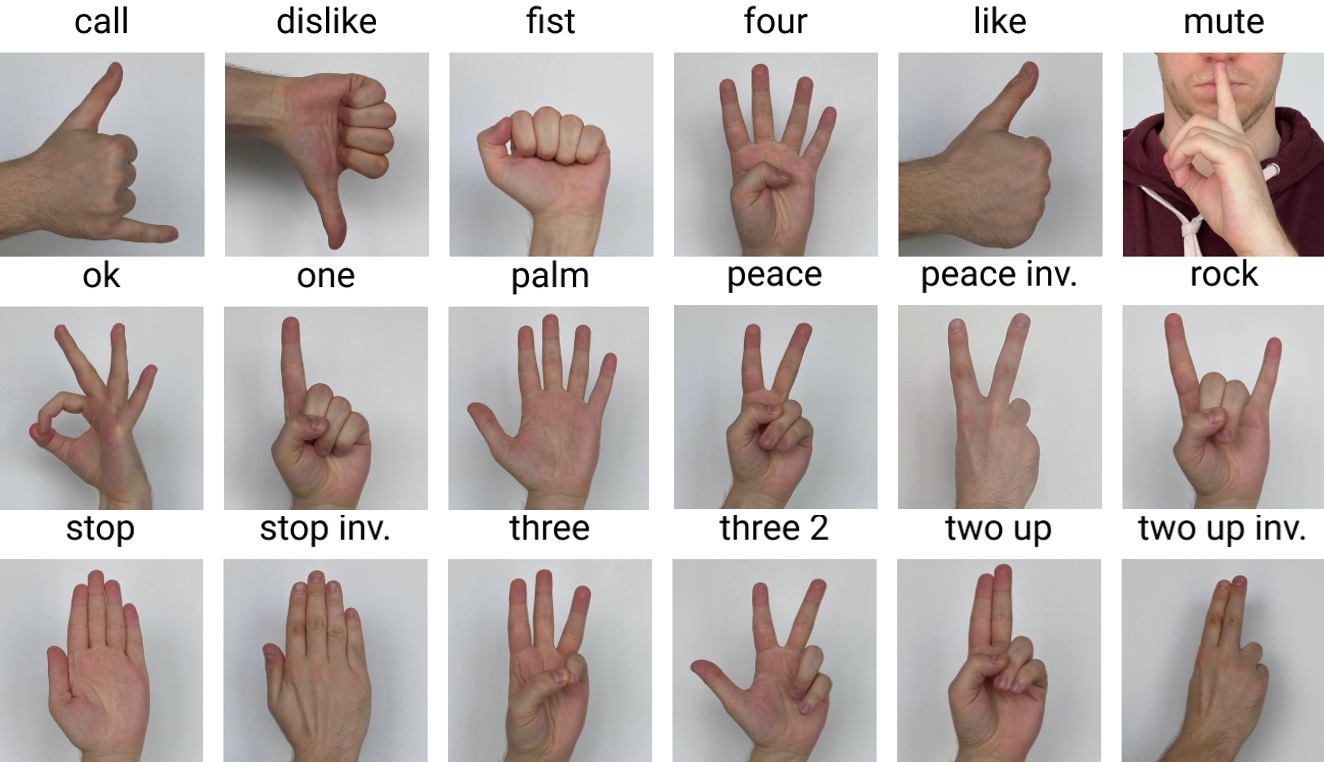 call dislike fist four like mute
ok one palm peace peace inv. rock
stop stop inv. three three 2 two up two up inv.